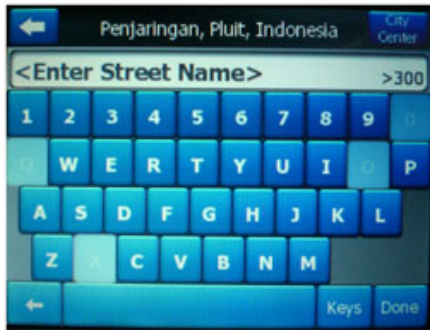 Penjaringan, Pluit, Indonesia
City
Center
<Enter Street Name>
>300
1 2 3 4 5 6 7 8 9 0
Q W E R T Y U I O P
A S D F G H J K L
Z X C V B N M
Keys Done